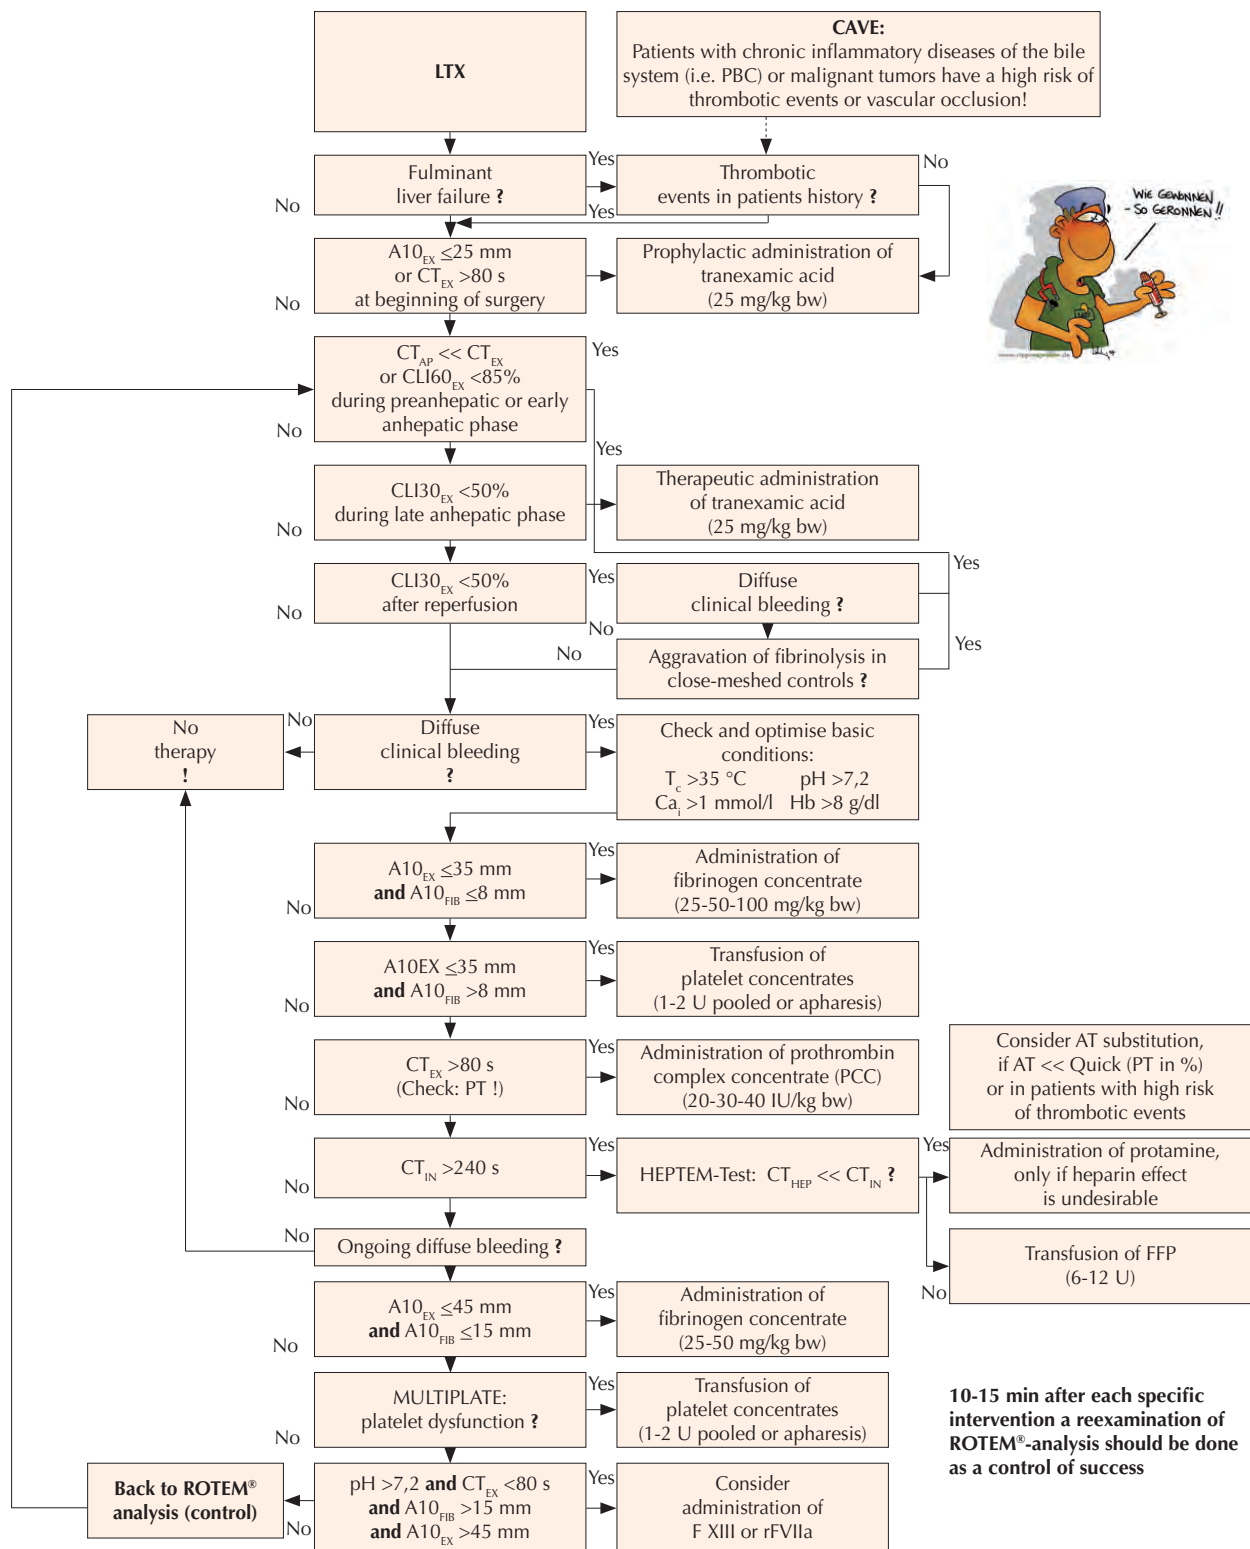 LTX
CAVE:
Patients with chronic inflammatory diseases of the bile
system (i.e. PBC) or malignant tumors have a high risk of
thrombotic events or vascular occlusion!
Fulminant
liver failure ?
Yes
No
Thrombotic
events in patients history ?
No
Yes
WIE GEWONNEN
- SO GERONNEN!!
A10EX ≤25 mm
or CTEX >80 s
at beginning of surgery
No
Prophylactic administration of
tranexamic acid
(25 mg/kg bw)
CTAP << CTEX
or CLI60EX <85%
during preanhepatic or early
anhepatic phase
Yes
No
CLI30EX <50%
during late anhepatic phase
Yes
No
Therapeutic administration
of tranexamic acid
(25 mg/kg bw)
CLI30EX <50%
after reperfusion
Yes
No
Diffuse
clinical bleeding ?
Yes
No
Aggravation of fibrinolysis in
close-meshed controls ?
Yes
No
No
therapy
!
No
Diffuse
clinical bleeding
?
Yes
Check and optimise basic
conditions:
Tc >35 °C pH >7,2
Cai >1 mmol/l Hb >8 g/dl
A10EX ≤35 mm
and A10FIB ≤8 mm
Yes
No
Administration of
fibrinogen concentrate
(25-50-100 mg/kg bw)
A10EX ≤35 mm
and A10FIB >8 mm
Yes
No
Transfusion of
platelet concentrates
(1-2 U pooled or apharesis)
CTEX >80 s
(Check: PT !)
Yes
No
Administration of prothrombin
complex concentrate (PCC)
(20-30-40 IU/kg bw)
Consider AT substitution,
if AT << Quick (PT in %)
or in patients with high risk
of thrombotic events
CTIN >240 s
Yes
No
HEPTEM-Test: CTHEP << CTIN ?
Yes
Administration of protamine,
only if heparin effect
is undesirable
No
Transfusion of FFP
(6-12 U)
No
Ongoing diffuse bleeding ?
A10EX ≤45 mm
and A10FIB ≤15 mm
Yes
No
Administration of
fibrinogen concentrate
(25-50 mg/kg bw)
MULTIPLATE:
platelet dysfunction ?
Yes
No
Transfusion of
platelet concentrates
(1-2 U pooled or apharesis)
10-15 min after each specific
intervention a reexamination of
ROTEM®-analysis should be done
as a control of success
Back to ROTEM®
analysis (control)
No
pH >7,2 and CTEX <80 s
and A10FIB >15 mm
and A10EX >45 mm
Yes
Consider
administration of
F XIII or rFVIIa